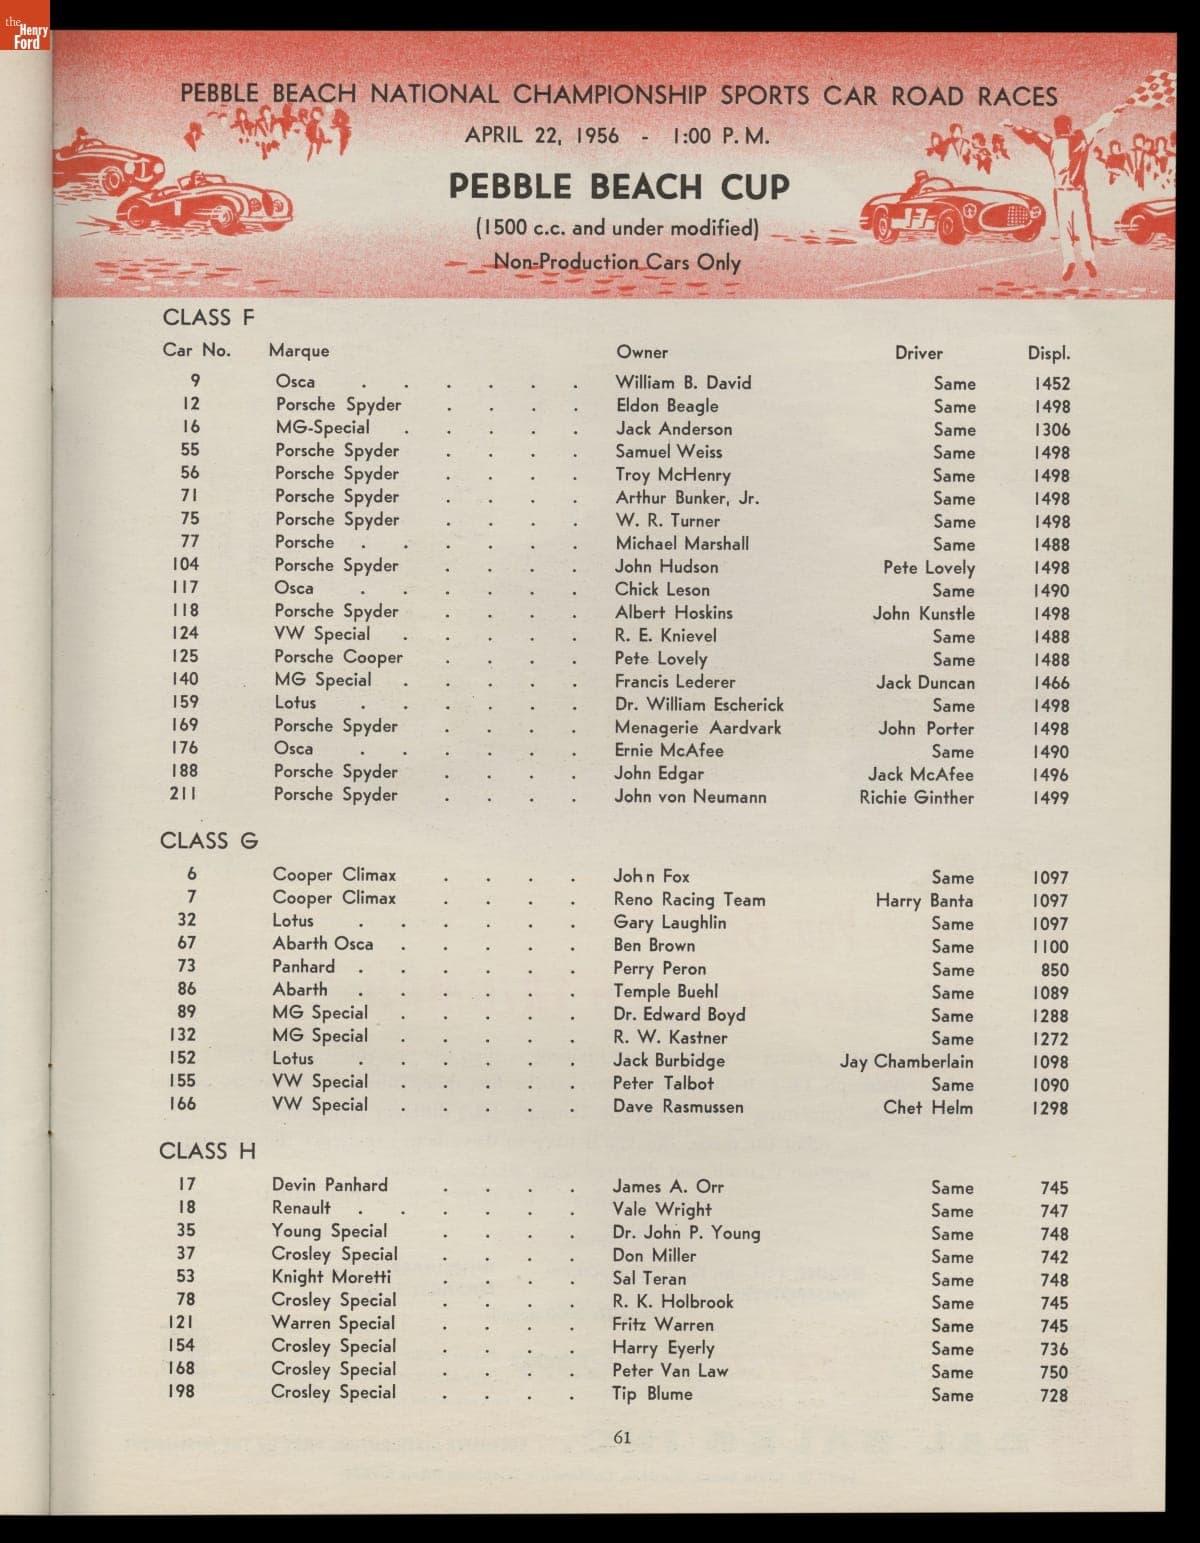 the
Henry
Ford
PEBBLE BEACH NATIONAL CHAMPIONSHIP SPORTS CAR ROAD RACES
APRIL 22, 1956 - 1:00 P. M.
PEBBLE BEACH CUP
(1500 c.c. and under modified)
Non-Production Cars Only
1
1
17
CLASS F
Car No. Marque Owner Driver Displ.
9 Osca . . . . . . William B. David Same 1452
12 Porsche Spyder . . . . Eldon Beagle Same 1498
16 MG-Special . . . . . Jack Anderson Same 1306
55 Porsche Spyder . . . . Samuel Weiss Same 1498
56 Porsche Spyder . . . . Troy McHenry Same 1498
71 Porsche Spyder . . . . Arthur Bunker, Jr. Same 1498
75 Porsche Spyder . . . . W. R. Turner Same 1498
77 Porsche . . . . . . Michael Marshall Same 1488
104 Porsche Spyder . . . . John Hudson Pete Lovely 1498
117 Osca . . . . . . Chick Leson Same 1490
118 Porsche Spyder . . . . Albert Hoskins John Kunstle 1498
124 VW Special . . . . . R. E. Knievel Same 1488
125 Porsche Cooper . . . . Pete Lovely Same 1488
140 MG Special . . . . . Francis Lederer Jack Duncan 1466
159 Lotus . . . . . . Dr. William Escherick Same 1498
169 Porsche Spyder . . . . Menagerie Aardvark John Porter 1498
176 Osca . . . . . . Ernie McAfee Same 1490
188 Porsche Spyder . . . . John Edgar Jack McAfee 1496
211 Porsche Spyder . . . . John von Neumann Richie Ginther 1499
CLASS G
6 Cooper Climax . . . . John Fox Same 1097
7 Cooper Climax . . . . Reno Racing Team Harry Banta 1097
32 Lotus . . . . . . Gary Laughlin Same 1097
67 Abarth Osca . . . . . Ben Brown Same 1100
73 Panhard . . . . . . Perry Peron Same 850
86 Abarth . . . . . . Temple Buehl Same 1089
89 MG Special . . . . . Dr. Edward Boyd Same 1288
132 MG Special . . . . . R. W. Kastner Same 1272
152 Lotus . . . . . . Jack Burbidge Jay Chamberlain 1098
155 VW Special . . . . . Peter Talbot Same 1090
166 VW Special . . . . . Dave Rasmussen Chet Helm 1298
CLASS H
17 Devin Panhard . . . . James A. Orr Same 745
18 Renault . . . . . . Vale Wright Same 747
35 Young Special . . . . Dr. John P. Young Same 748
37 Crosley Special . . . . Don Miller Same 742
53 Knight Moretti . . . . Sal Teran Same 748
78 Crosley Special . . . . R. K. Holbrook Same 745
121 Warren Special . . . . Fritz Warren Same 745
154 Crosley Special . . . . Harry Eyerly Same 736
168 Crosley Special . . . . Peter Van Law Same 750
198 Crosley Special . . . . Tip Blume Same 728
61